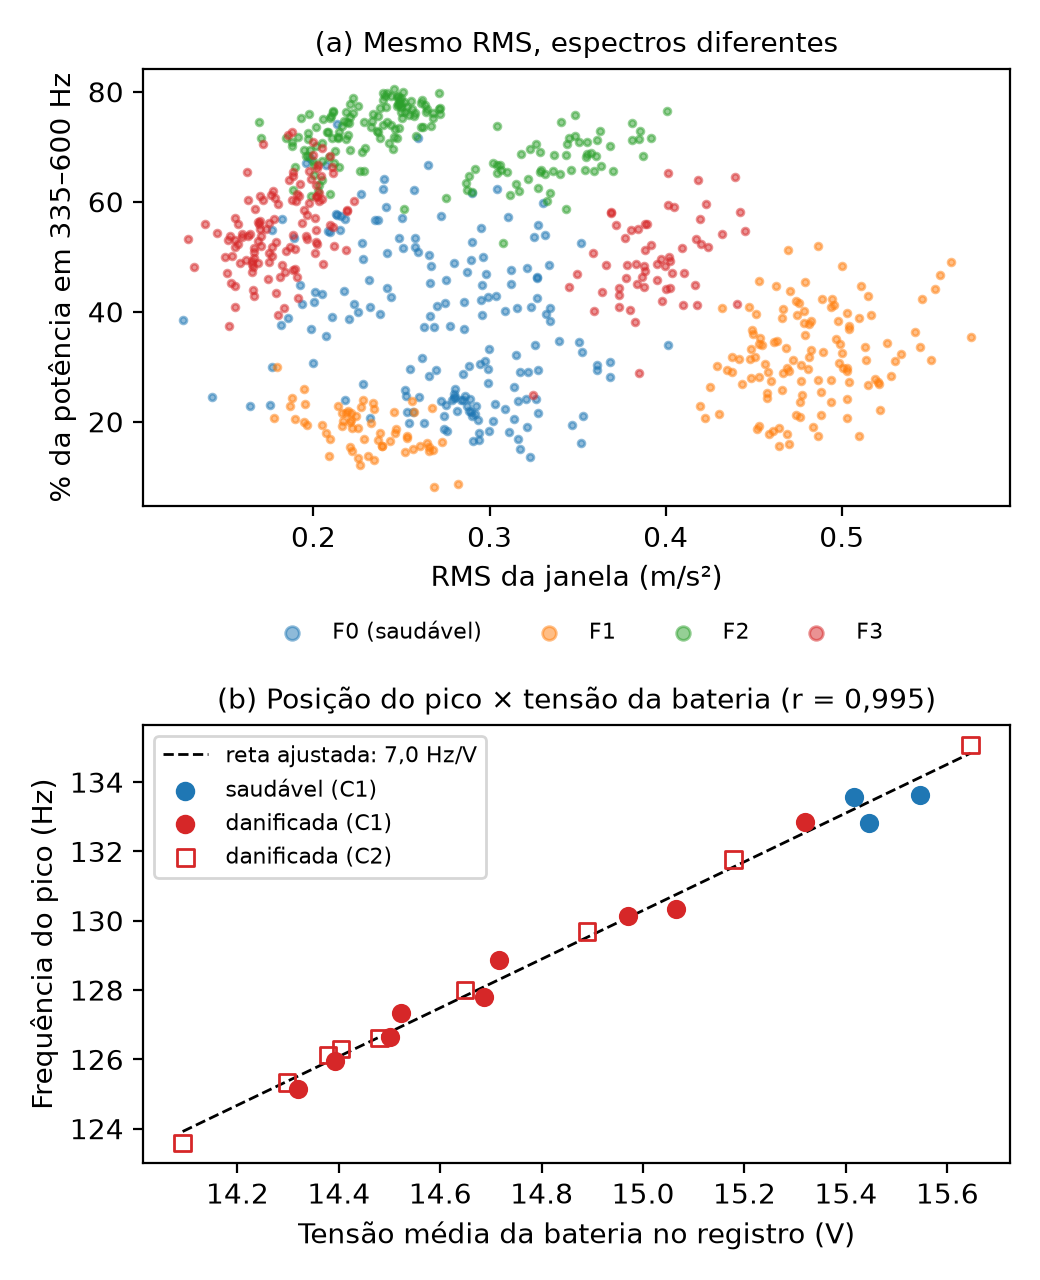 (a) Mesmo RMS, espectros diferentes
% da potência em 335–600 Hz
80
60
40
20
0.2 0.3 0.4 0.5
RMS da janela (m/s²)
F0 (saudável) F1 F2 F3
(b) Posição do pico × tensão da bateria (r = 0,995)
Frequência do pico (Hz)
reta ajustada: 7,0 Hz/V
saudável (C1)
danificada (C1)
danificada (C2)
134
132
130
128
126
124
14.2 14.4 14.6 14.8 15.0 15.2 15.4 15.6
Tensão média da bateria no registro (V)